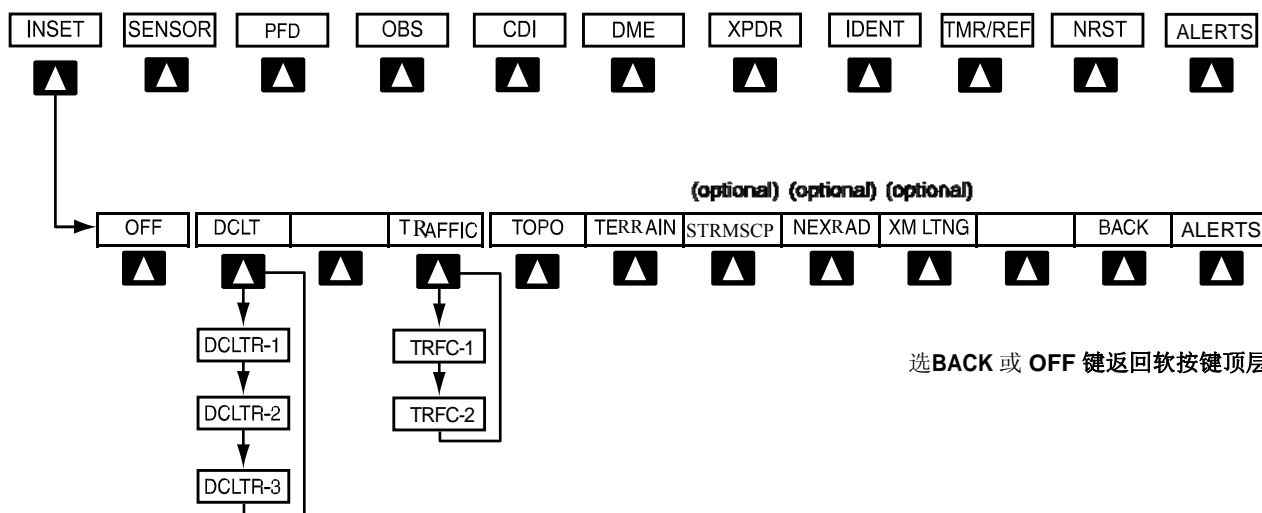 INSET SENSOR PFD OBS CDI DME XPDR IDENT TMR/REF NRST ALERTS
(optional) (optional) (optional)
OFF DCLT TRAFFIC TOPO TERRAIN STRMSCP NEXRAD XM LTNG BACK ALERTS
DCLTR-1 TRFC-1
选BACK 或 OFF 键返回软按键顶层
DCLTR-2 TRFC-2
DCLTR-3